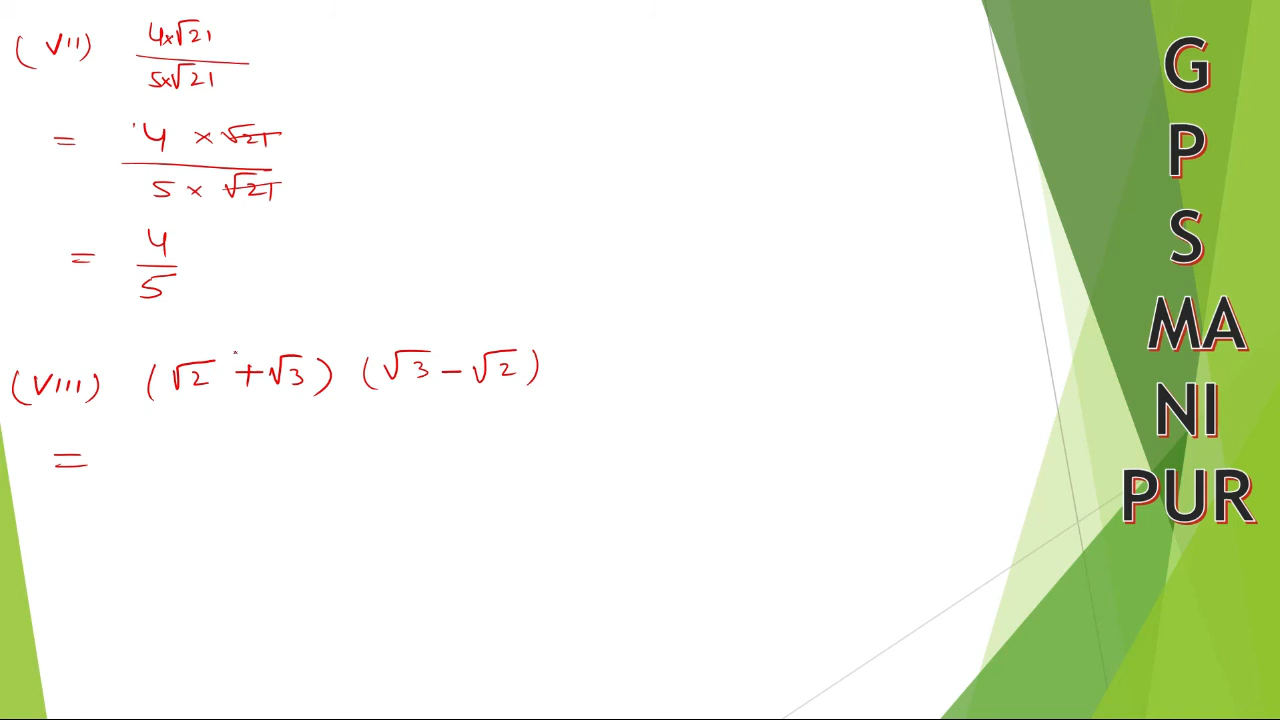 (VII) 4×√21
5×√21
= 4 × √21
5 × √21
= 4
5
(VIII) (√2 + √3) (√3 – √2)
=
G
P
S
MA
NI
PUR